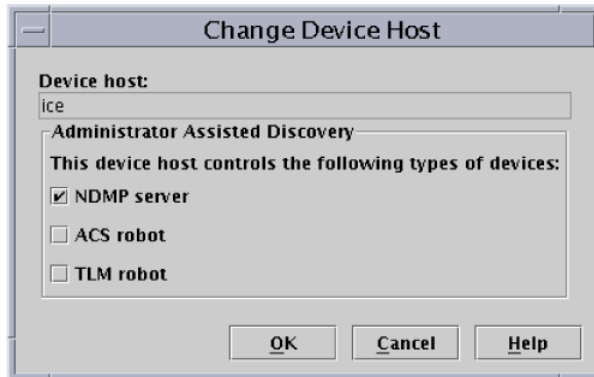 Change Device Host
Device host:
ice
Administrator Assisted Discovery
This device host controls the following types of devices:
NDMP server
ACS robot
TLM robot
OK Cancel Help